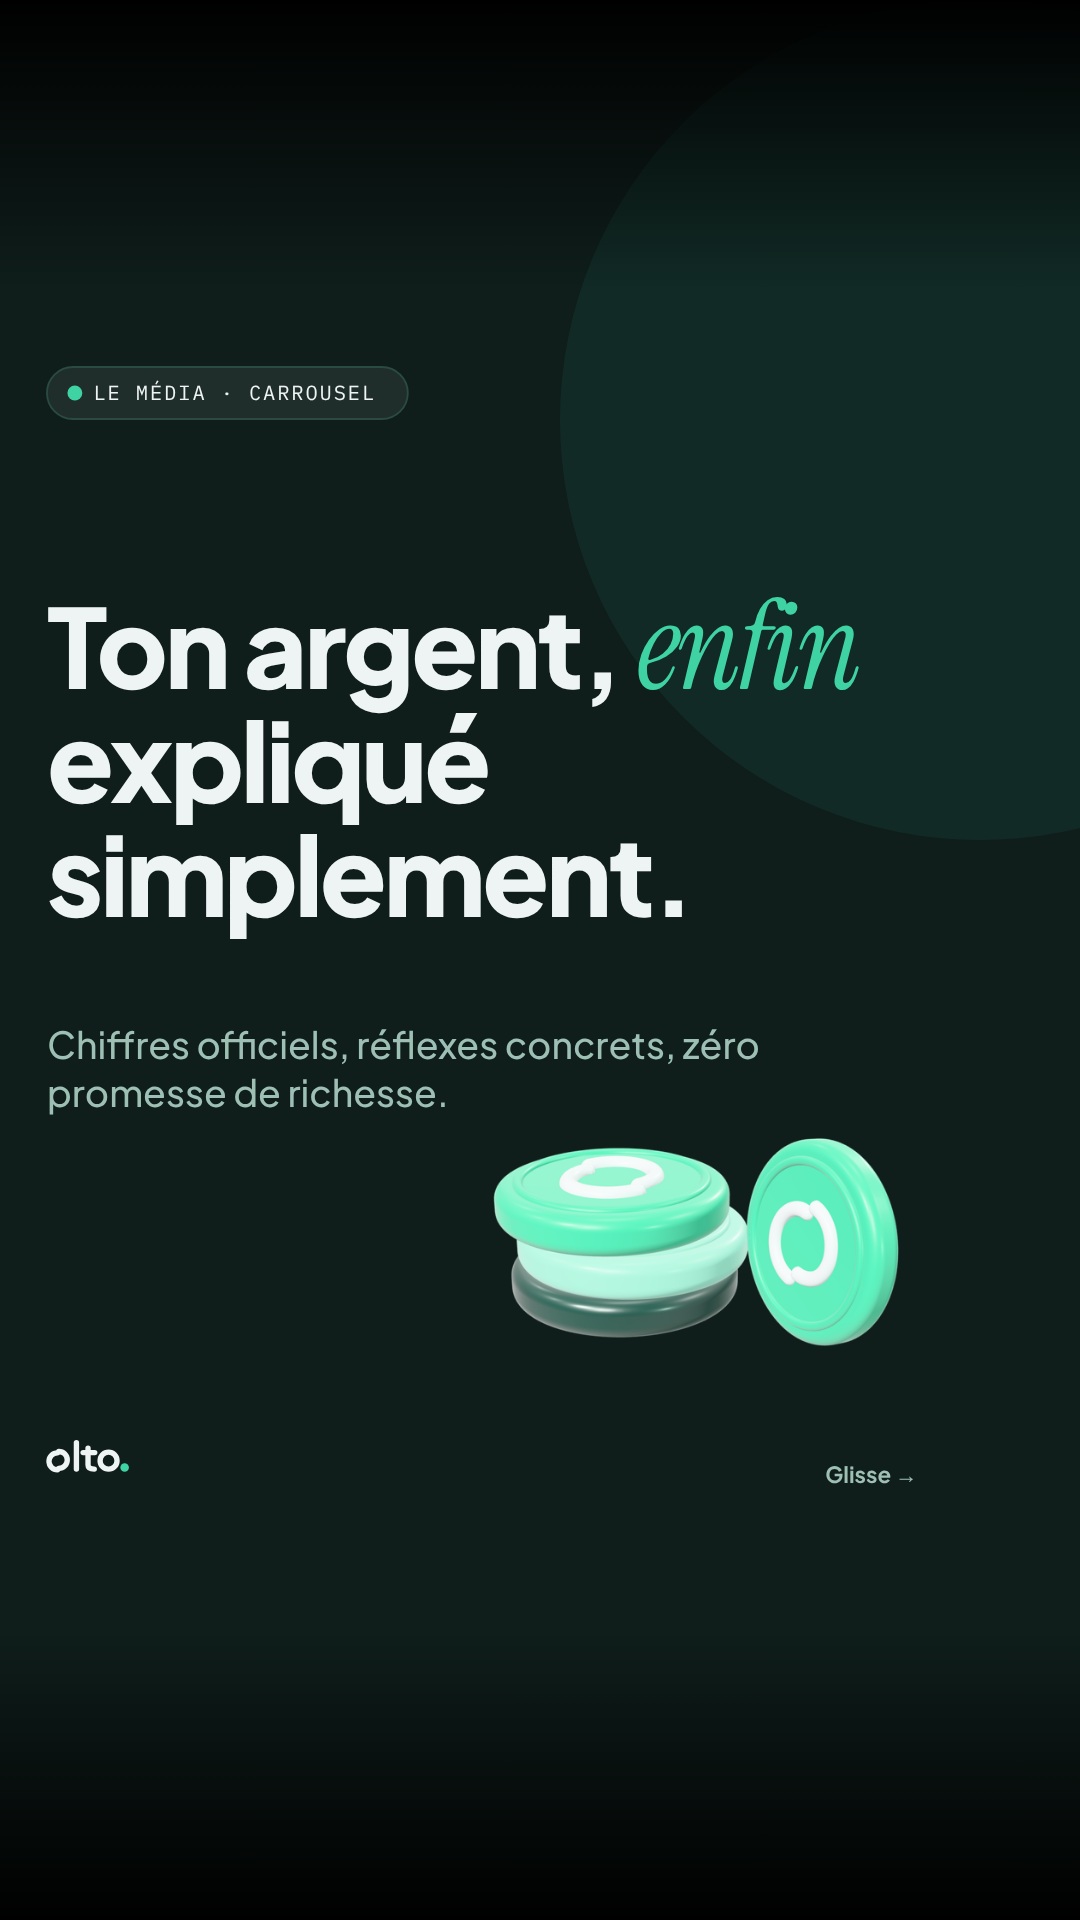 LE MÉDIA · CARROUSEL
Ton argent, enfin
expliqué
simplement.
Chiffres officiels, réflexes concrets, zéro
promesse de richesse.
olto.
Glisse →